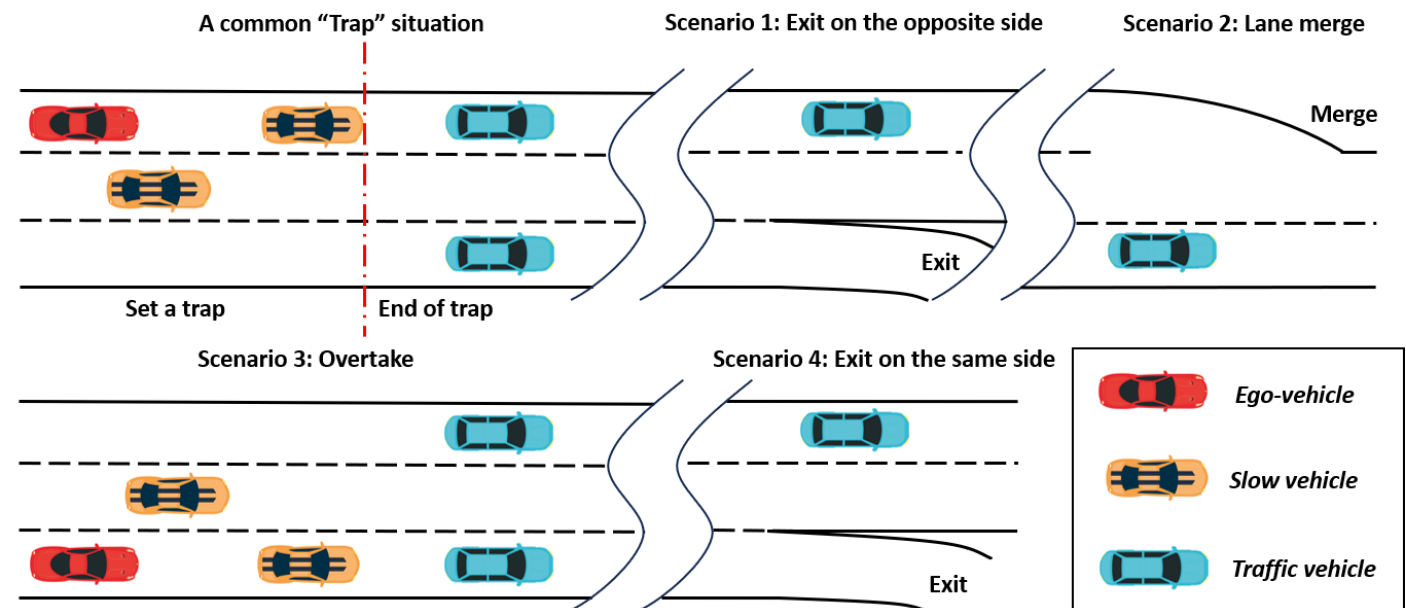 A common “Trap” situation
Scenario 1: Exit on the opposite side
Scenario 2: Lane merge
Merge
Exit
Set a trap
End of trap
Scenario 3: Overtake
Scenario 4: Exit on the same side
Ego-vehicle
Slow vehicle
Exit
Traffic vehicle